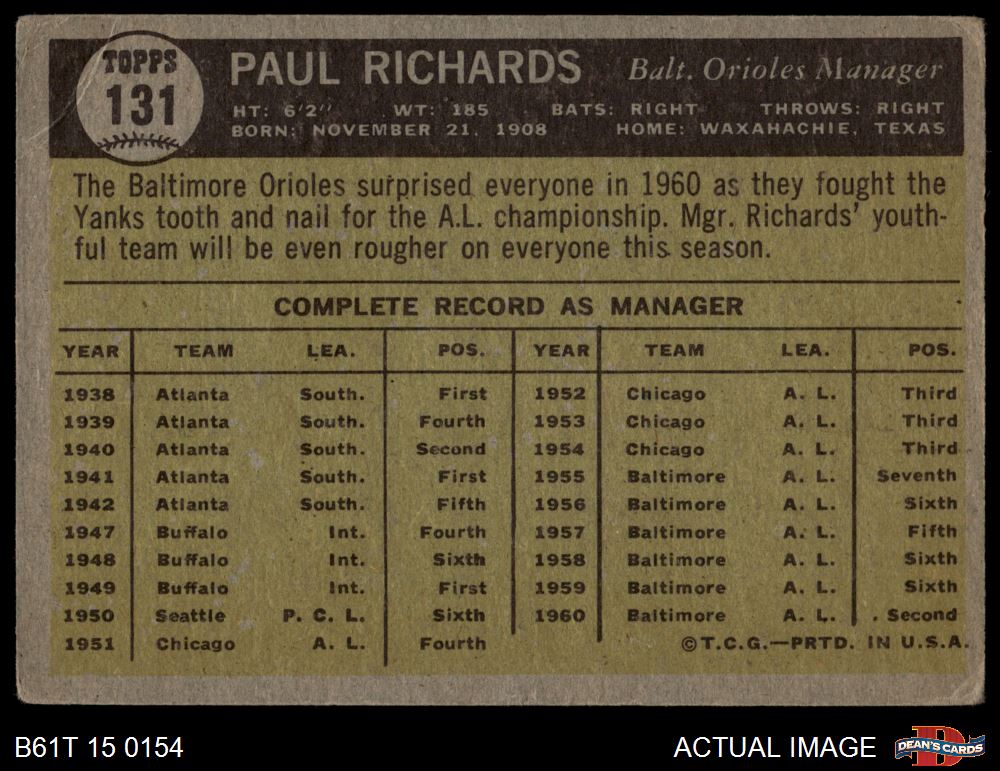 TOPPS
131
PAUL RICHARDS Balt. Orioles Manager
HT: 6'2" WT: 185 BATS: RIGHT THROWS: RIGHT
BORN: NOVEMBER 21, 1908 HOME: WAXAHACHIE, TEXAS
The Baltimore Orioles surprised everyone in 1960 as they fought the
Yanks tooth and nail for the A.L. championship. Mgr. Richards' youth-
ful team will be even rougher on everyone this season.
COMPLETE RECORD AS MANAGER
YEAR TEAM LEA. POS. YEAR TEAM LEA. POS.
1938 Atlanta South. First 1952 Chicago A. L. Third
1939 Atlanta South. Fourth 1953 Chicago A. L. Third
1940 Atlanta South. Second 1954 Chicago A. L. Third
1941 Atlanta South. First 1955 Baltimore A. L. Seventh
1942 Atlanta South. Fifth 1956 Baltimore A. L. Sixth
1947 Buffalo Int. Fourth 1957 Baltimore A. L. Fifth
1948 Buffalo Int. Sixth 1958 Baltimore A. L. Sixth
1949 Buffalo Int. First 1959 Baltimore A. L. Sixth
1950 Seattle P. C. L. Sixth 1960 Baltimore A. L. Second
1951 Chicago A. L. Fourth ©T.C.G.—PRTD. IN U.S.A.
B61T 15 0154 ACTUAL IMAGE DEAN'S CARDS